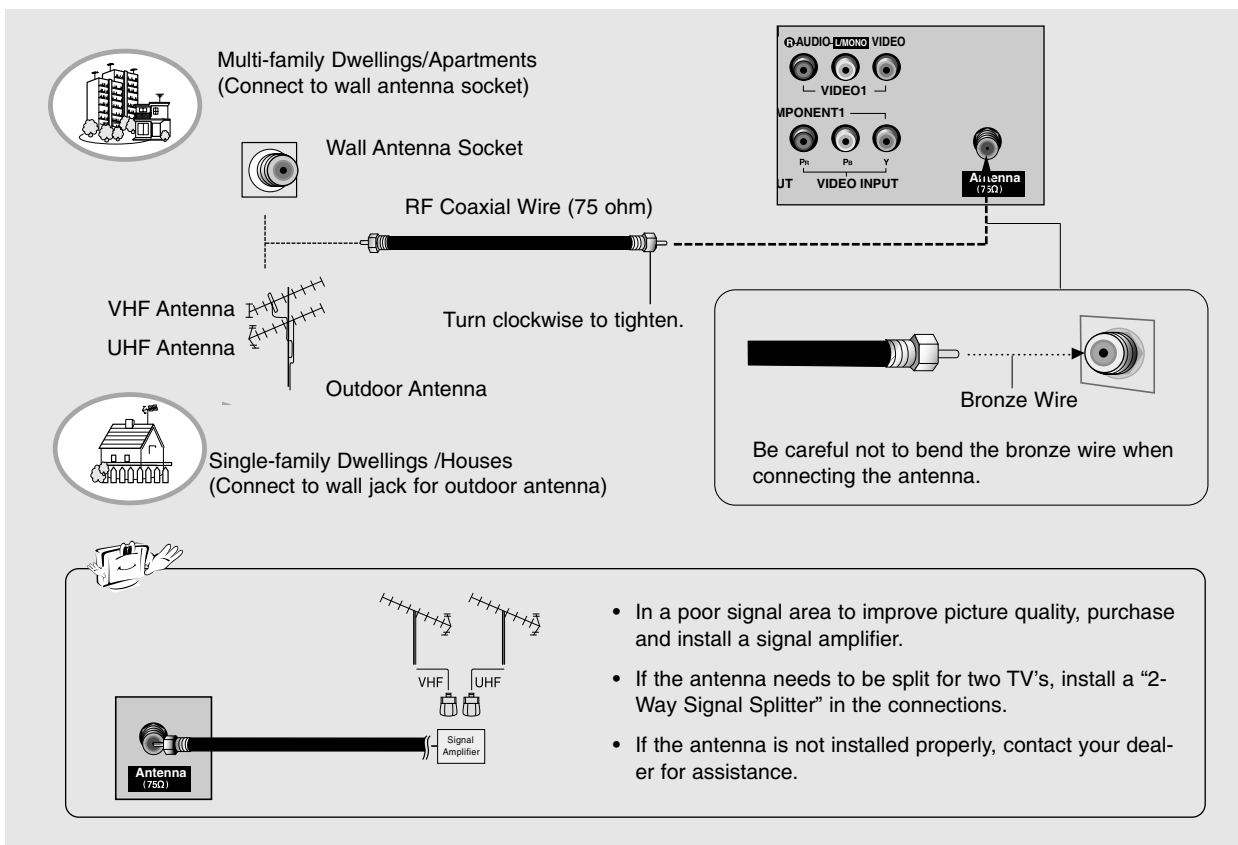 Multi-family Dwellings/Apartments
(Connect to wall antenna socket)
Wall Antenna Socket
RF Coaxial Wire (75 ohm)
VHF Antenna
UHF Antenna
Turn clockwise to tighten.
Outdoor Antenna
Single-family Dwellings /Houses
(Connect to wall jack for outdoor antenna)
R-AUDIO-L/MONO VIDEO
VIDEO1
MPONENT1
PR PB Y
UT VIDEO INPUT
Antenna
(75Ω)
Bronze Wire
Be careful not to bend the bronze wire when
connecting the antenna.
VHF UHF
Signal
Amplifier
Antenna
(75Ω)
• In a poor signal area to improve picture quality, purchase
and install a signal amplifier.
• If the antenna needs to be split for two TV's, install a “2-
Way Signal Splitter” in the connections.
• If the antenna is not installed properly, contact your deal-
er for assistance.